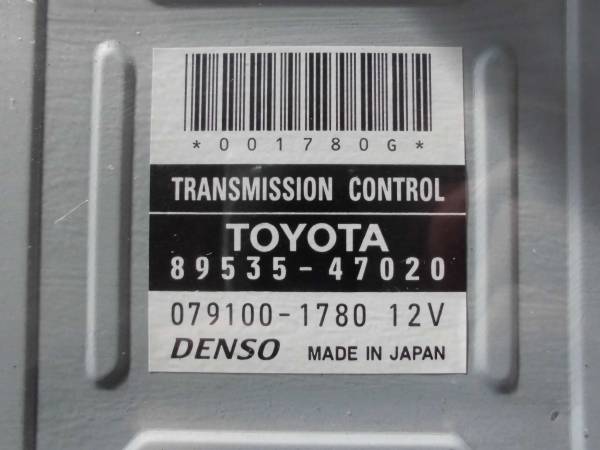 *001780G*
TRANSMISSION CONTROL
TOYOTA
89535-47020
079100-1780 12V
DENSO MADE IN JAPAN